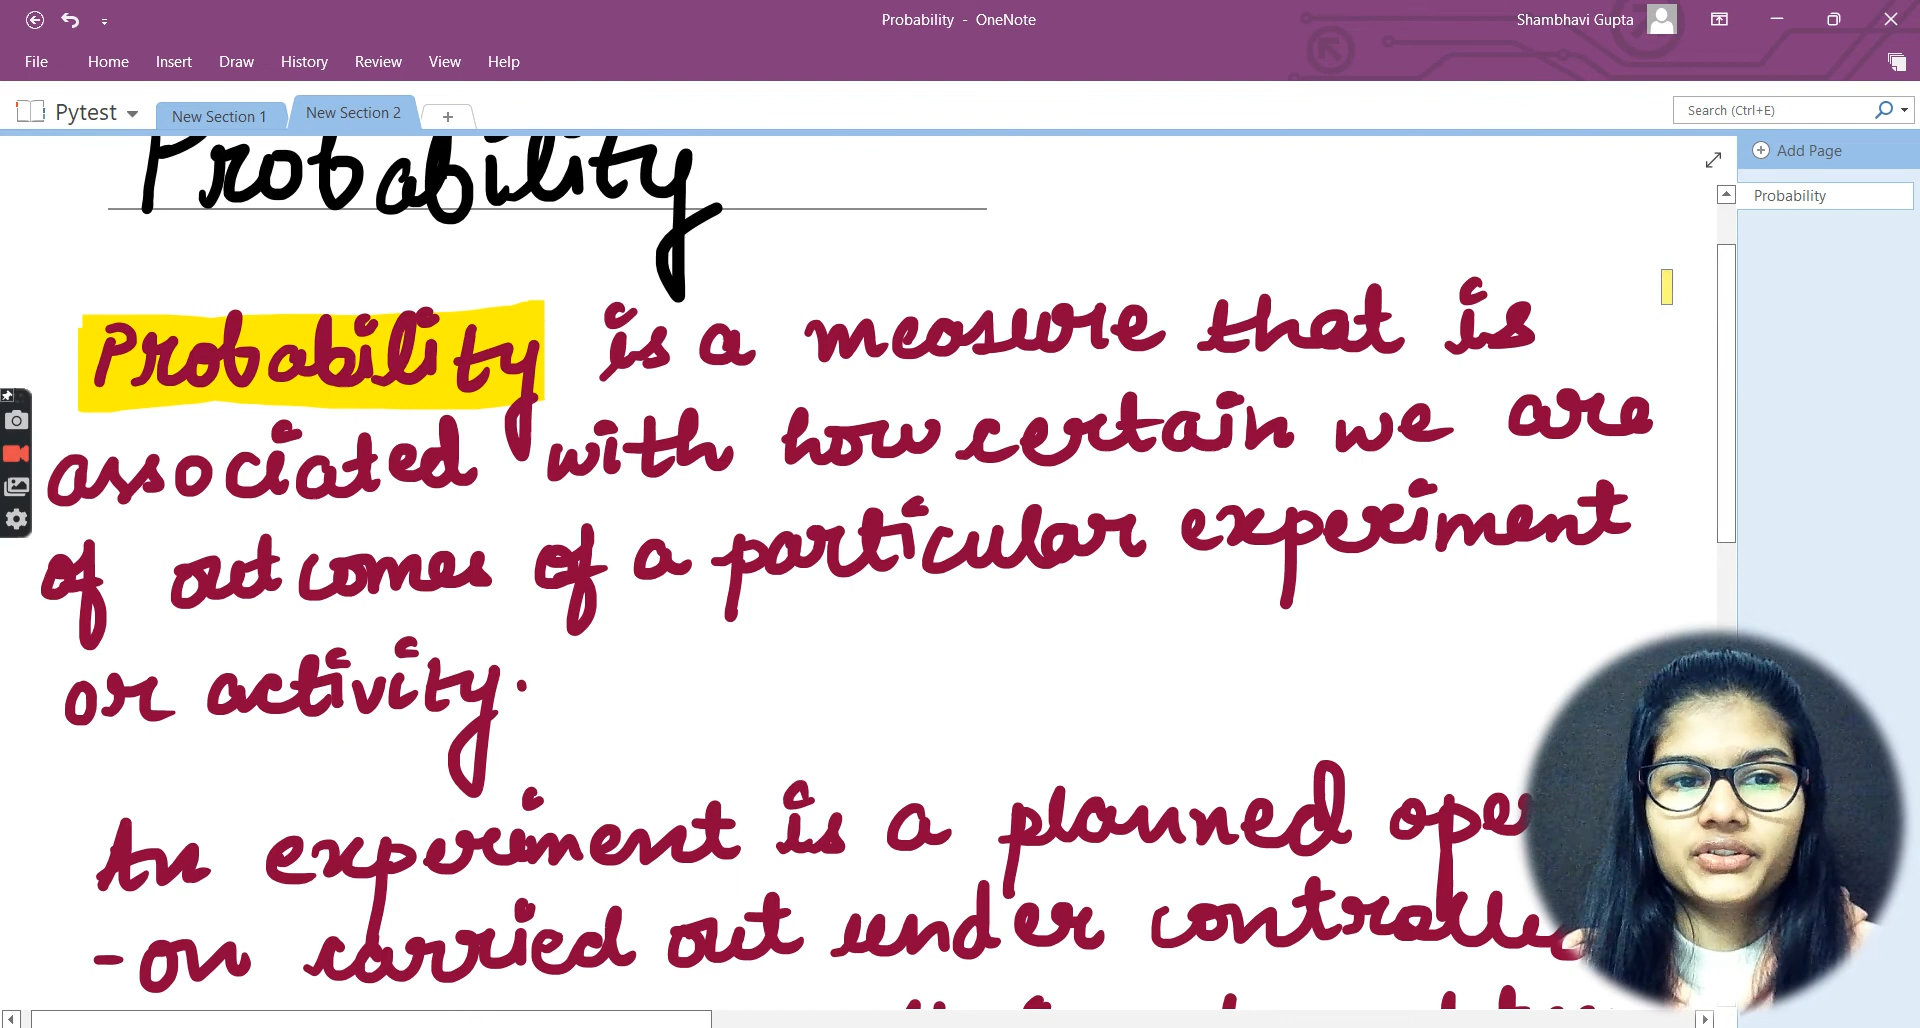 Probability - OneNote
Shambhavi Gupta
File Home Insert Draw History Review View Help
Pytest New Section 1 New Section 2 +
Search (Ctrl+E)
Add Page
Probability
Probability
Probability is a measure that is
associated with how certain we are
of outcomes of a particular experiment
or activity.
An experiment is a planned oper
-on carried out under controlle